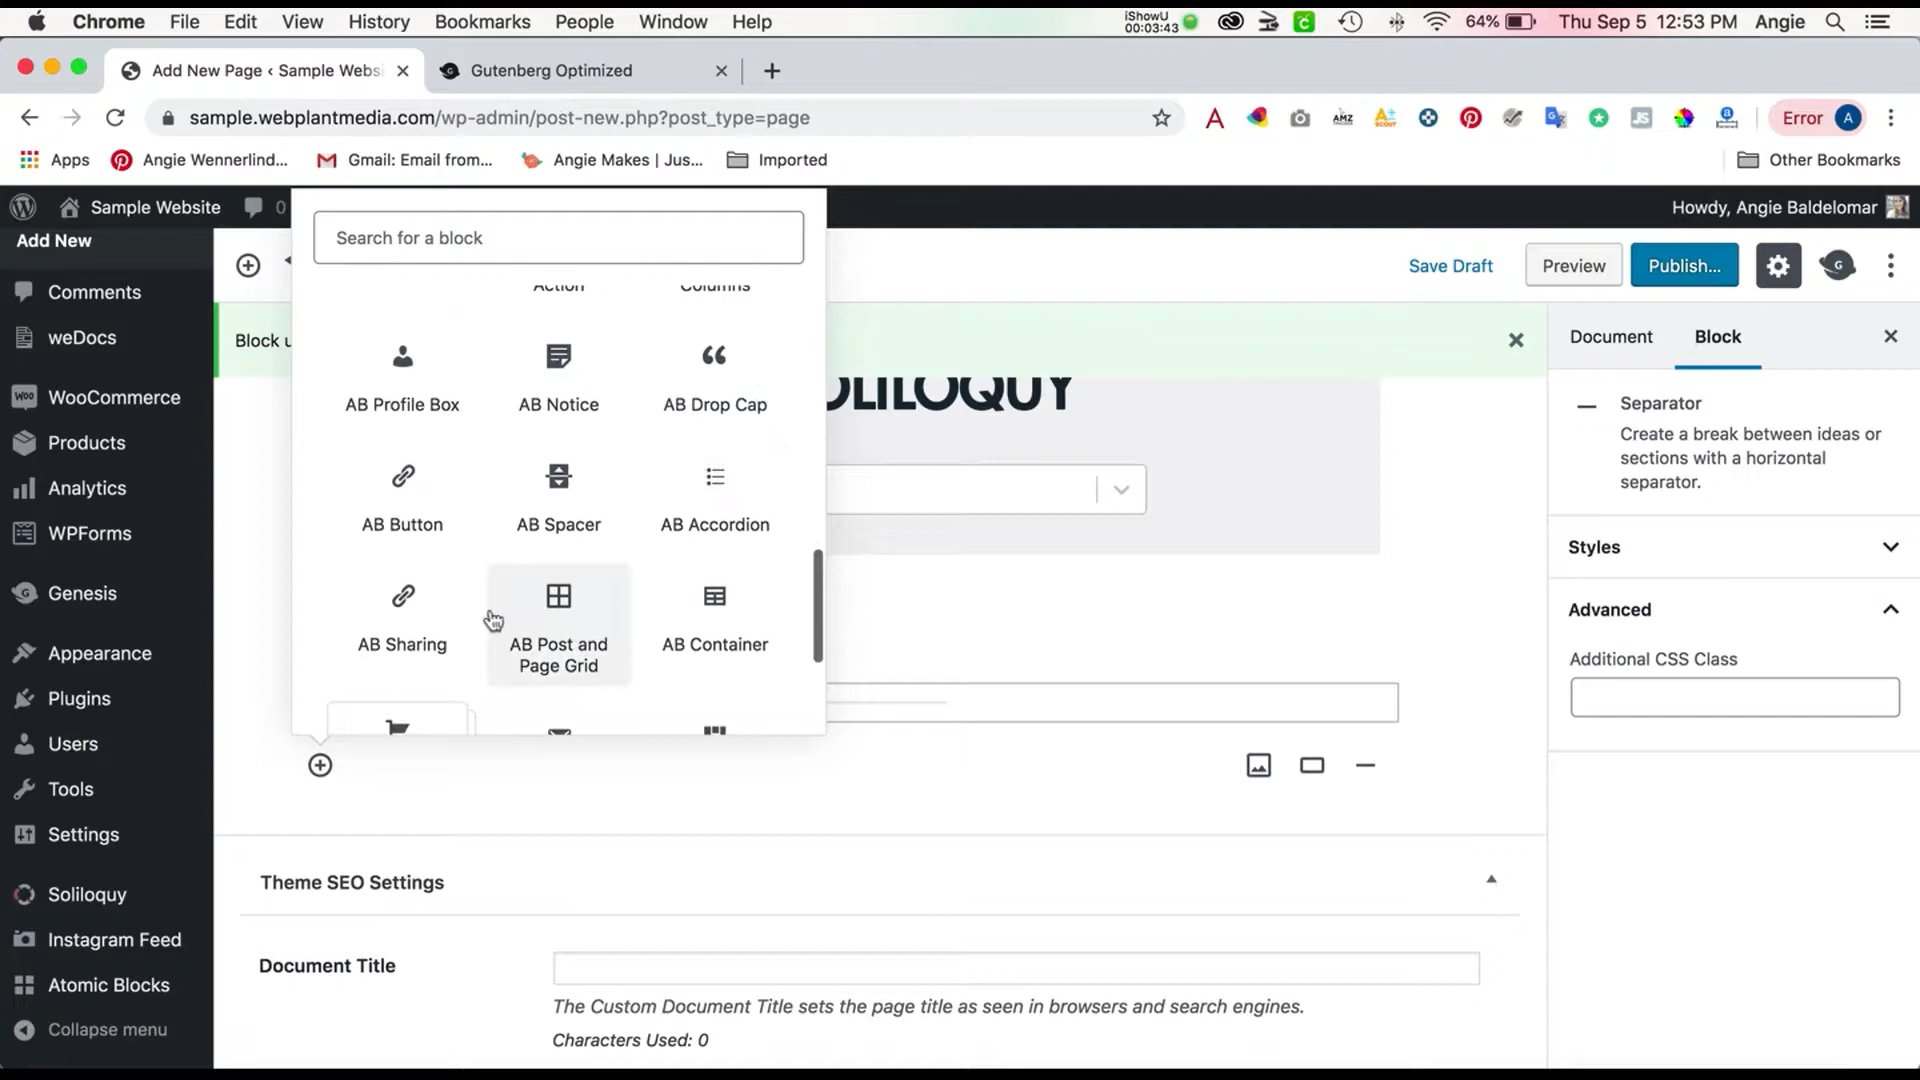 Chrome File Edit View History Bookmarks People Window Help
iShowU
00:03:43
64% Thu Sep 5 12:53 PM Angie
Add New Page ‹ Sample Websi
Gutenberg Optimized
sample.webplantmedia.com/wp-admin/post-new.php?post_type=page
Error A
Apps Angie Wennerlind... Gmail: Email from... Angie Makes | Jus... Imported Other Bookmarks
Sample Website 0 Howdy, Angie Baldelomar
Add New
Comments
weDocs
WooCommerce
Products
Analytics
WPForms
Genesis
Appearance
Plugins
Users
Tools
Settings
Soliloquy
Instagram Feed
Atomic Blocks
Collapse menu
Search for a block
Action Columns
AB Profile Box AB Notice AB Drop Cap
AB Button AB Spacer AB Accordion
AB Sharing AB Post and Page Grid AB Container
Save Draft Preview Publish...
Block u
SOLILOQUY
Theme SEO Settings
Document Title
The Custom Document Title sets the page title as seen in browsers and search engines.
Characters Used: 0
Document Block
Separator
Create a break between ideas or
sections with a horizontal
separator.
Styles
Advanced
Additional CSS Class